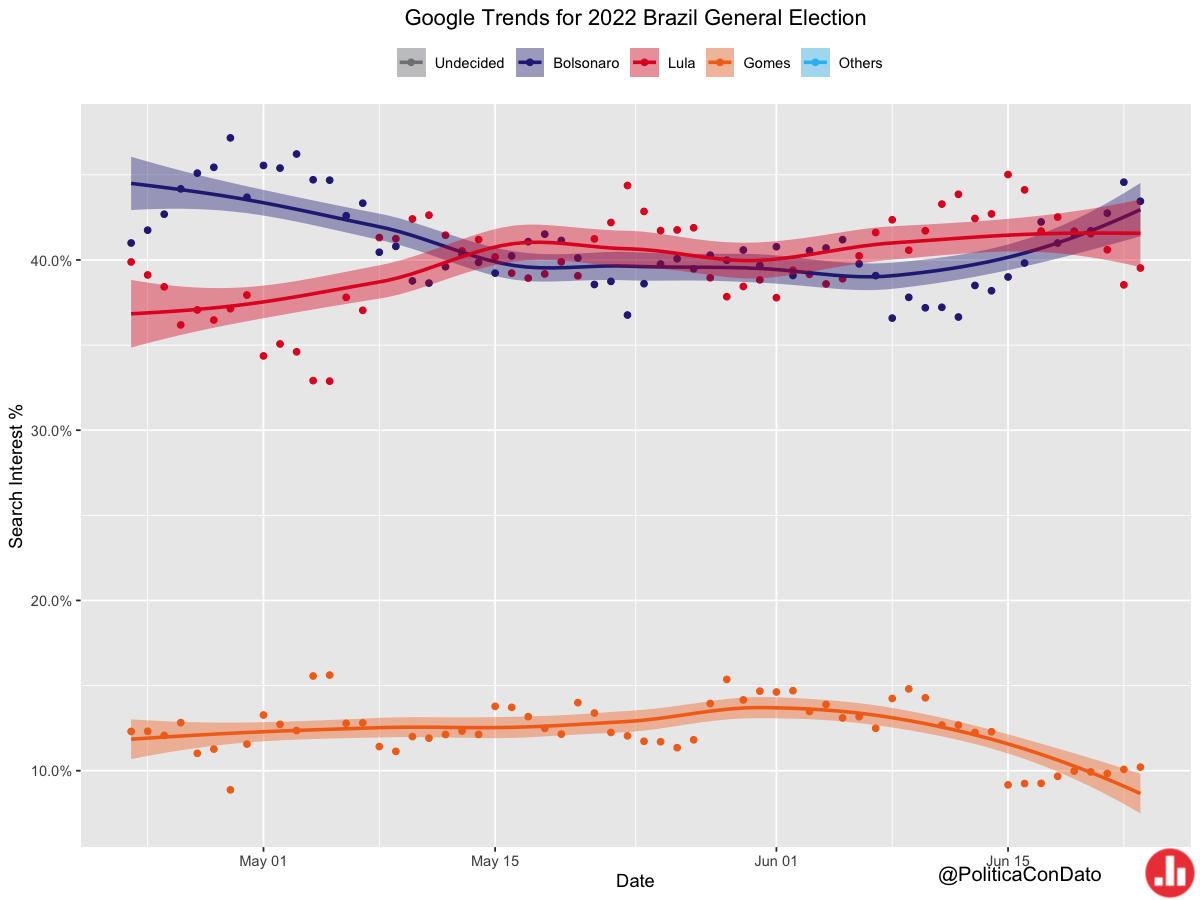 Google Trends for 2022 Brazil General Election
Undecided Bolsonaro Lula Gomes Others
Search Interest %
40.0%
30.0%
20.0%
10.0%
May 01 May 15 Jun 01 Jun 15
Date
@PoliticaConDato